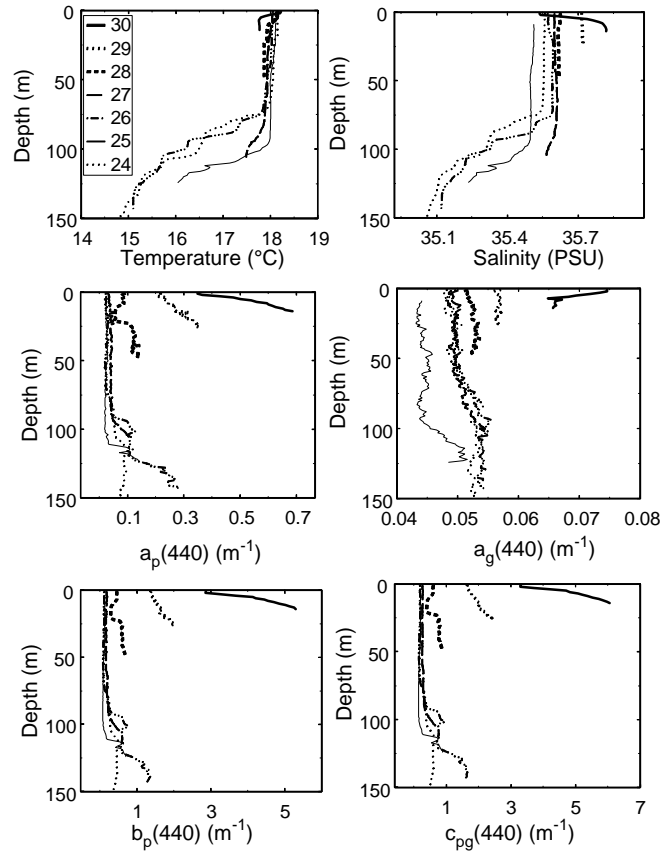 0
50
100
150
Depth (m)
30
29
28
27
26
25
24
14 15 16 17 18 19
Temperature (°C)
0
50
100
150
Depth (m)
35.1 35.4 35.7
Salinity (PSU)
0
50
100
150
Depth (m)
0.1 0.3 0.5 0.7
a_p(440) (m⁻¹)
0
50
100
150
Depth (m)
0.04 0.05 0.06 0.07 0.08
a_g(440) (m⁻¹)
0
50
100
150
Depth (m)
1 3 5
b_p(440) (m⁻¹)
0
50
100
150
Depth (m)
1 3 5 7
c_pg(440) (m⁻¹)